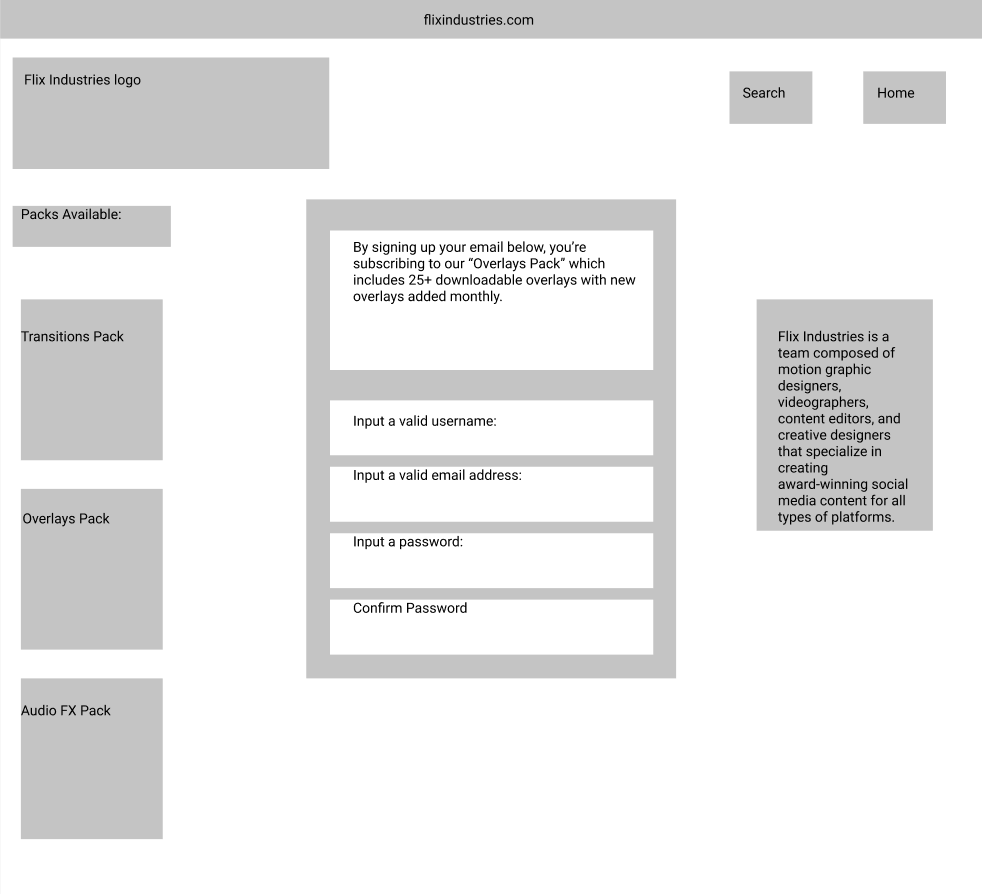 flixindustries.com
Flix Industries logo
Search
Home
Packs Available:
By signing up your email below, you’re
subscribing to our “Overlays Pack” which
includes 25+ downloadable overlays with new
overlays added monthly.
Transitions Pack
Flix Industries is a
team composed of
motion graphic
designers,
videographers,
content editors, and
creative designers
that specialize in
creating
award-winning social
media content for all
types of platforms.
Input a valid username:
Input a valid email address:
Overlays Pack
Input a password:
Confirm Password
Audio FX Pack